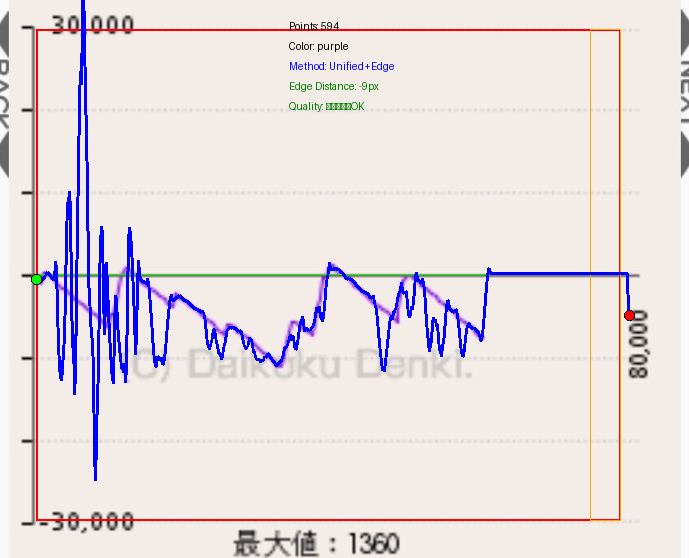 30,000
Points: 594
Color: purple
Method: Unified+Edge
Edge Distance: -9px
Quality: □□□□□OK
BACK
NEXT
(C) Daikoku Denki.
80,000
-30,000
最大値：1360